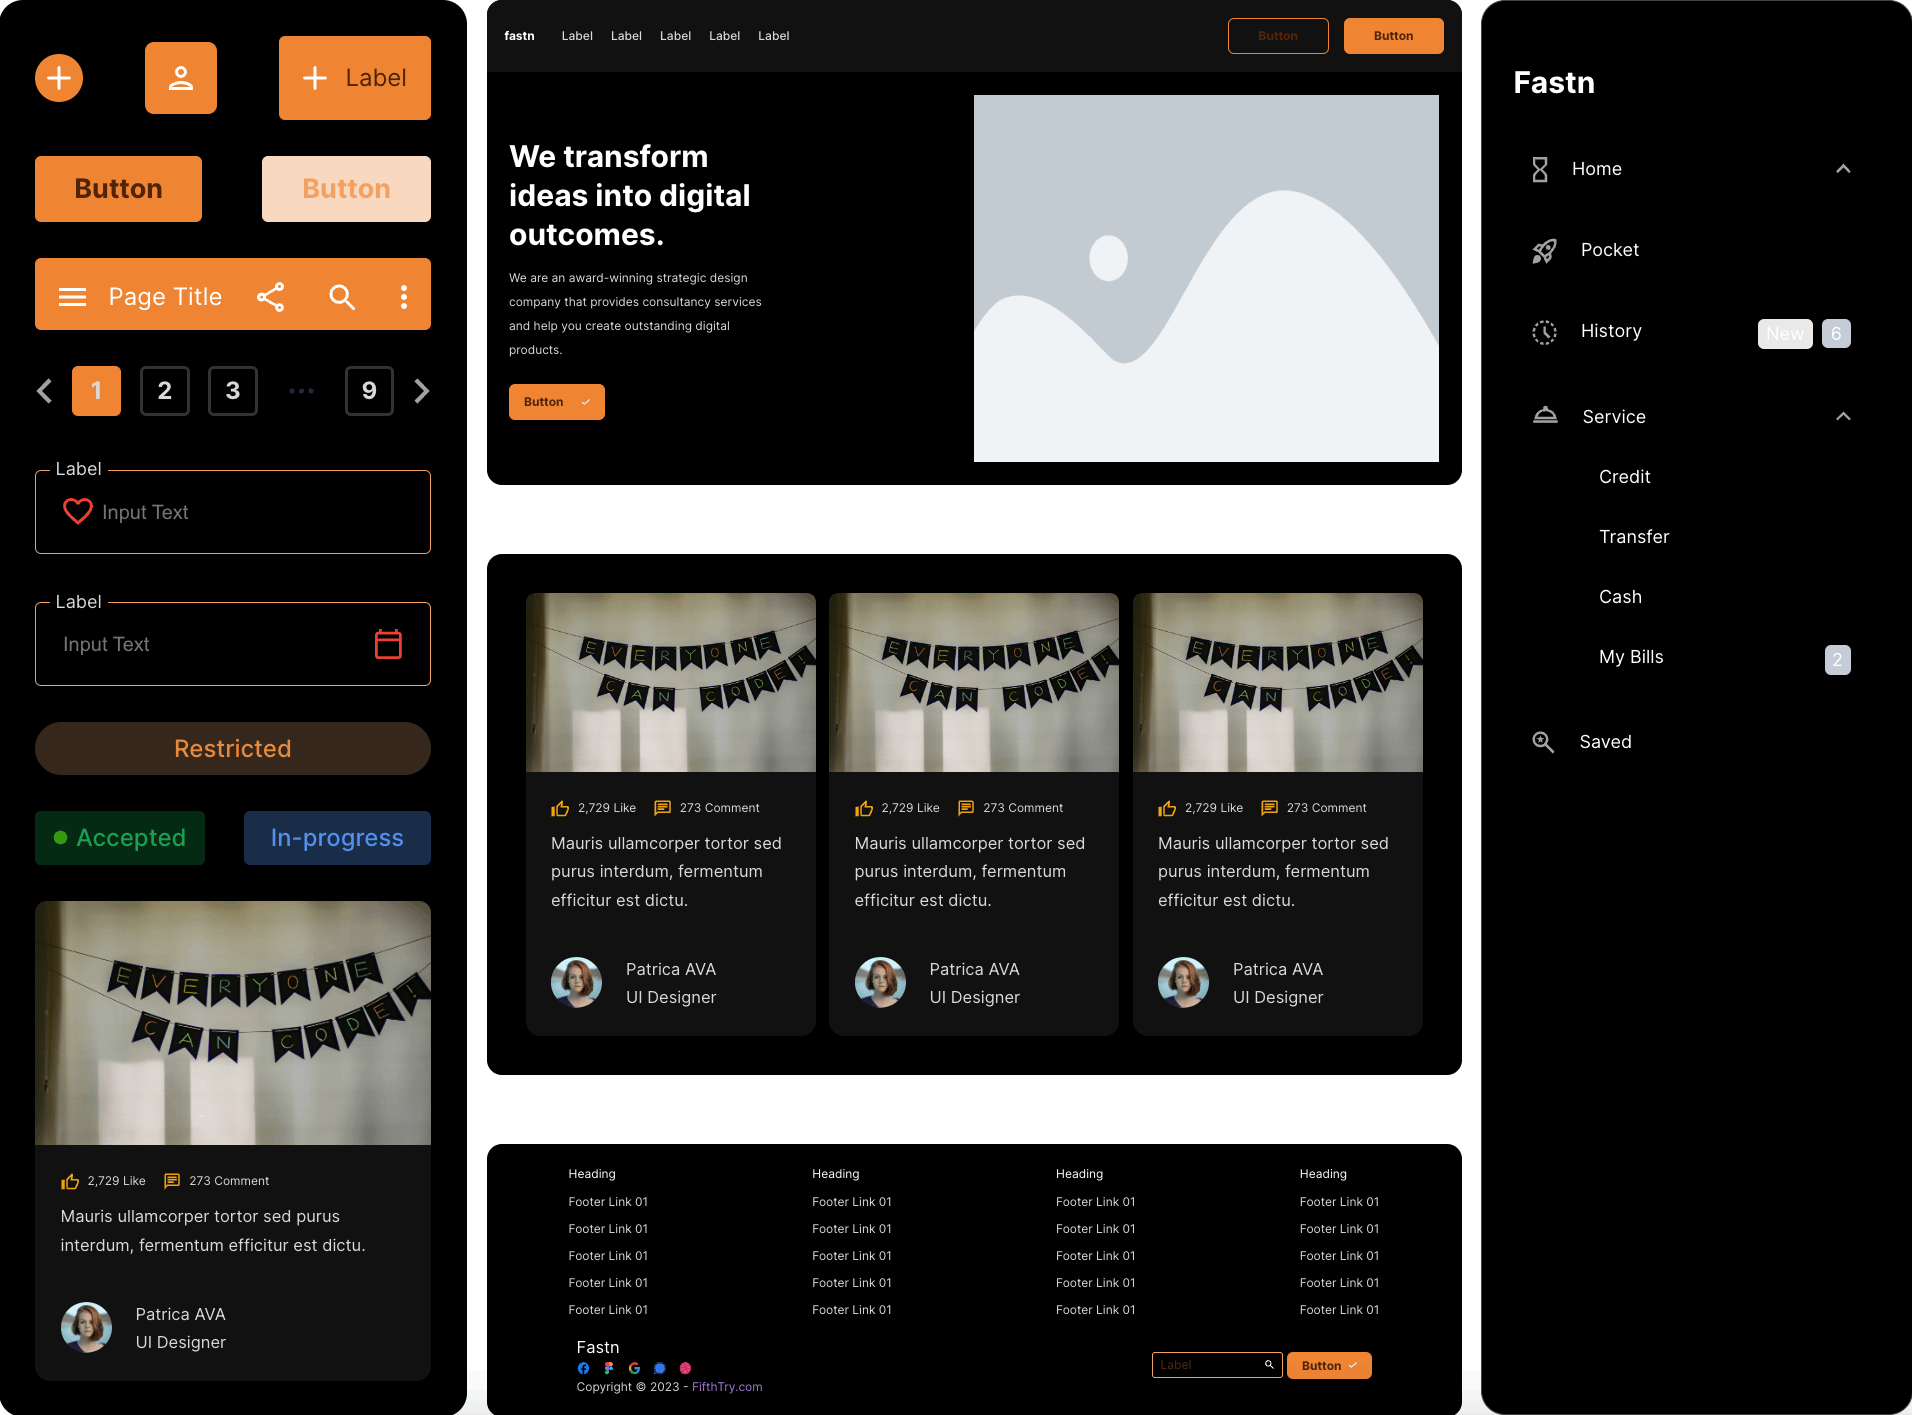 Label
Button
Button
Page Title
1
2
3
...
9
Label
Input Text
Label
Input Text
Restricted
Accepted
In-progress
EVERYONE
CAN CODE!
2,729 Like
273 Comment
Mauris ullamcorper tortor sed purus
interdum, fermentum efficitur est dictu.
Patrica AVA
UI Designer
fastn
Label
Label
Label
Label
Label
Button
Button
We transform
ideas into digital
outcomes.
We are an award-winning strategic design
company that provides consultancy services
and help you create outstanding digital
products.
Button
EVERYONE
CAN CODE!
2,729 Like
273 Comment
Mauris ullamcorper tortor sed
purus interdum, fermentum
efficitur est dictu.
Patrica AVA
UI Designer
EVERYONE
CAN CODE!
2,729 Like
273 Comment
Mauris ullamcorper tortor sed
purus interdum, fermentum
efficitur est dictu.
Patrica AVA
UI Designer
EVERYONE
CAN CODE!
2,729 Like
273 Comment
Mauris ullamcorper tortor sed
purus interdum, fermentum
efficitur est dictu.
Patrica AVA
UI Designer
Heading
Footer Link 01
Footer Link 01
Footer Link 01
Footer Link 01
Footer Link 01
Heading
Footer Link 01
Footer Link 01
Footer Link 01
Footer Link 01
Footer Link 01
Heading
Footer Link 01
Footer Link 01
Footer Link 01
Footer Link 01
Footer Link 01
Heading
Footer Link 01
Footer Link 01
Footer Link 01
Footer Link 01
Footer Link 01
Fastn
Copyright © 2023 - FifthTry.com
Label
Button
Fastn
Home
Pocket
History
New
6
Service
Credit
Transfer
Cash
My Bills
2
Saved